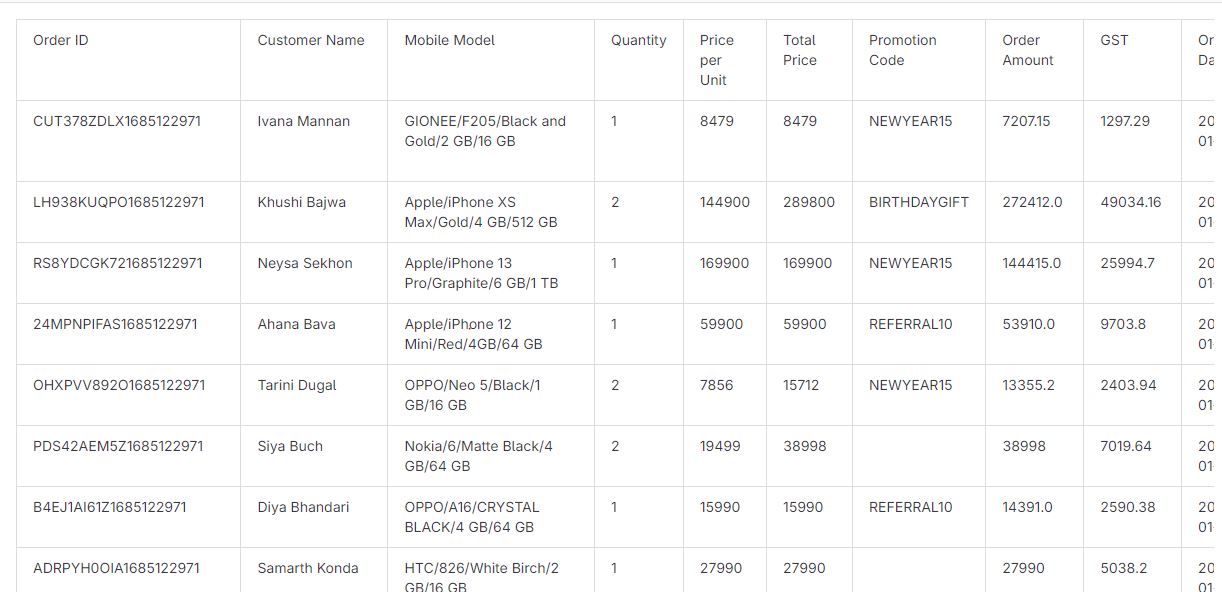 Order ID Customer Name Mobile Model Quantity Price per Unit Total Price Promotion Code Order Amount GST Or Da
CUT378ZDLX1685122971 Ivana Mannan GIONEE/F205/Black and Gold/2 GB/16 GB 1 8479 8479 NEWYEAR15 7207.15 1297.29 20 01
LH938KUQPO1685122971 Khushi Bajwa Apple/iPhone XS Max/Gold/4 GB/512 GB 2 144900 289800 BIRTHDAYGIFT 272412.0 49034.16 20 01
RS8YDCGK721685122971 Neysa Sekhon Apple/iPhone 13 Pro/Graphite/6 GB/1 TB 1 169900 169900 NEWYEAR15 144415.0 25994.7 20 01
24MPNPIFAS1685122971 Ahana Bava Apple/iPhone 12 Mini/Red/4GB/64 GB 1 59900 59900 REFERRAL10 53910.0 9703.8 20 01
OHXPVV892O1685122971 Tarini Dugal OPPO/Neo 5/Black/1 GB/16 GB 2 7856 15712 NEWYEAR15 13355.2 2403.94 20 01
PDS42AEM5Z1685122971 Siya Buch Nokia/6/Matte Black/4 GB/64 GB 2 19499 38998 38998 7019.64 20 01
B4EJ1AI61Z1685122971 Diya Bhandari OPPO/A16/CRYSTAL BLACK/4 GB/64 GB 1 15990 15990 REFERRAL10 14391.0 2590.38 20 01
ADRPYH0OIA1685122971 Samarth Konda HTC/826/White Birch/2 GB/16 GB 1 27990 27990 27990 5038.2 20 01